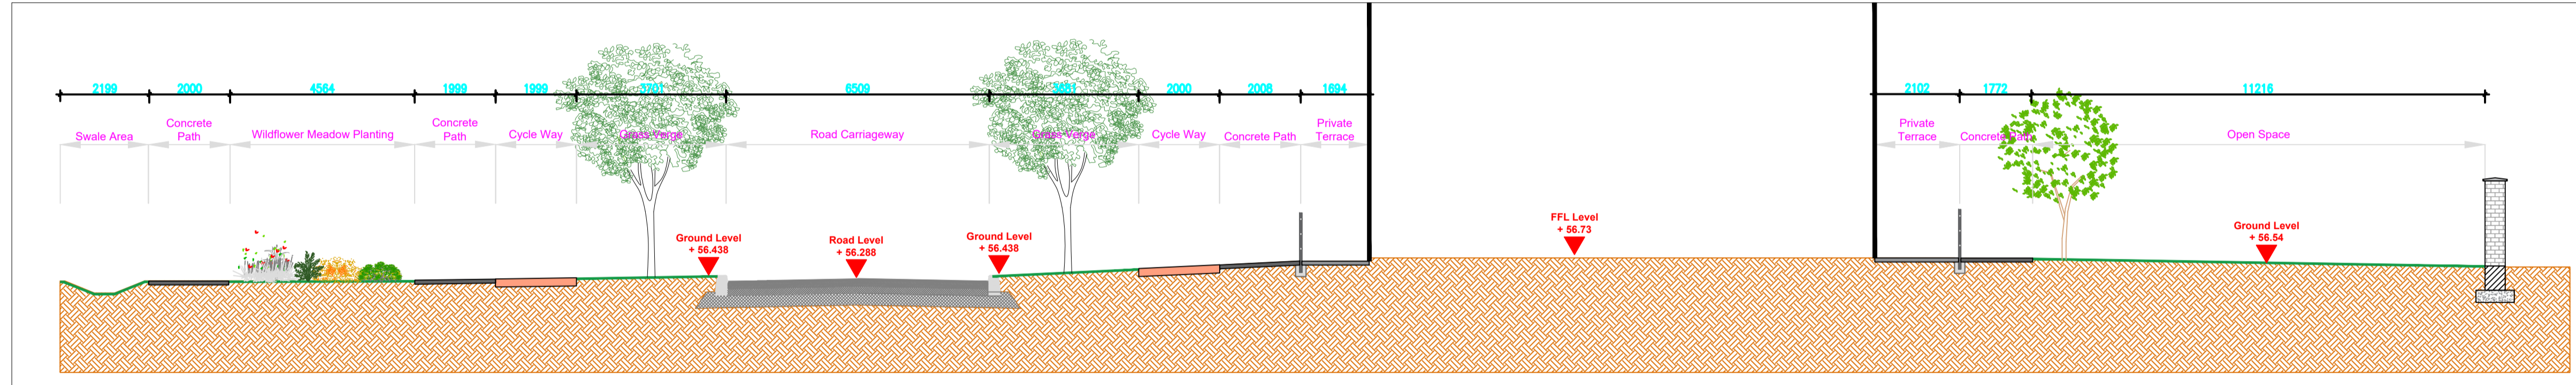 2199
2000
4564
1999
1999
6509
2000
2008
1694
2102
1772
11216
Swale Area
Concrete
Path
Wildflower Meadow Planting
Concrete
Path
Cycle Way
Grass Verge
Road Carriageway
Grass Verge
Cycle Way
Concrete Path
Private
Terrace
Private
Terrace
Concrete Path
Open Space
Ground Level
+ 56.438
Road Level
+ 56.288
Ground Level
+ 56.438
FFL Level
+ 56.73
Ground Level
+ 56.54